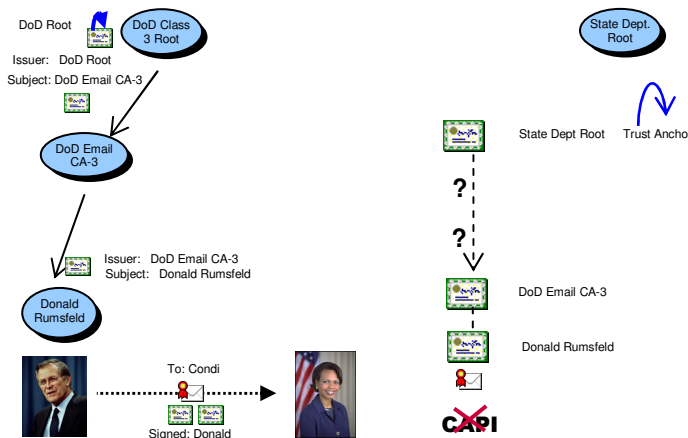 DoD Root
DoD Class
3 Root
Issuer: DoD Root
Subject: DoD Email CA-3
DoD Email
CA-3
Issuer: DoD Email CA-3
Subject: Donald Rumsfeld
Donald
Rumsfeld
To: Condi
Signed: Donald
State Dept.
Root
State Dept Root Trust Ancho
?
?
DoD Email CA-3
Donald Rumsfeld
CAPI